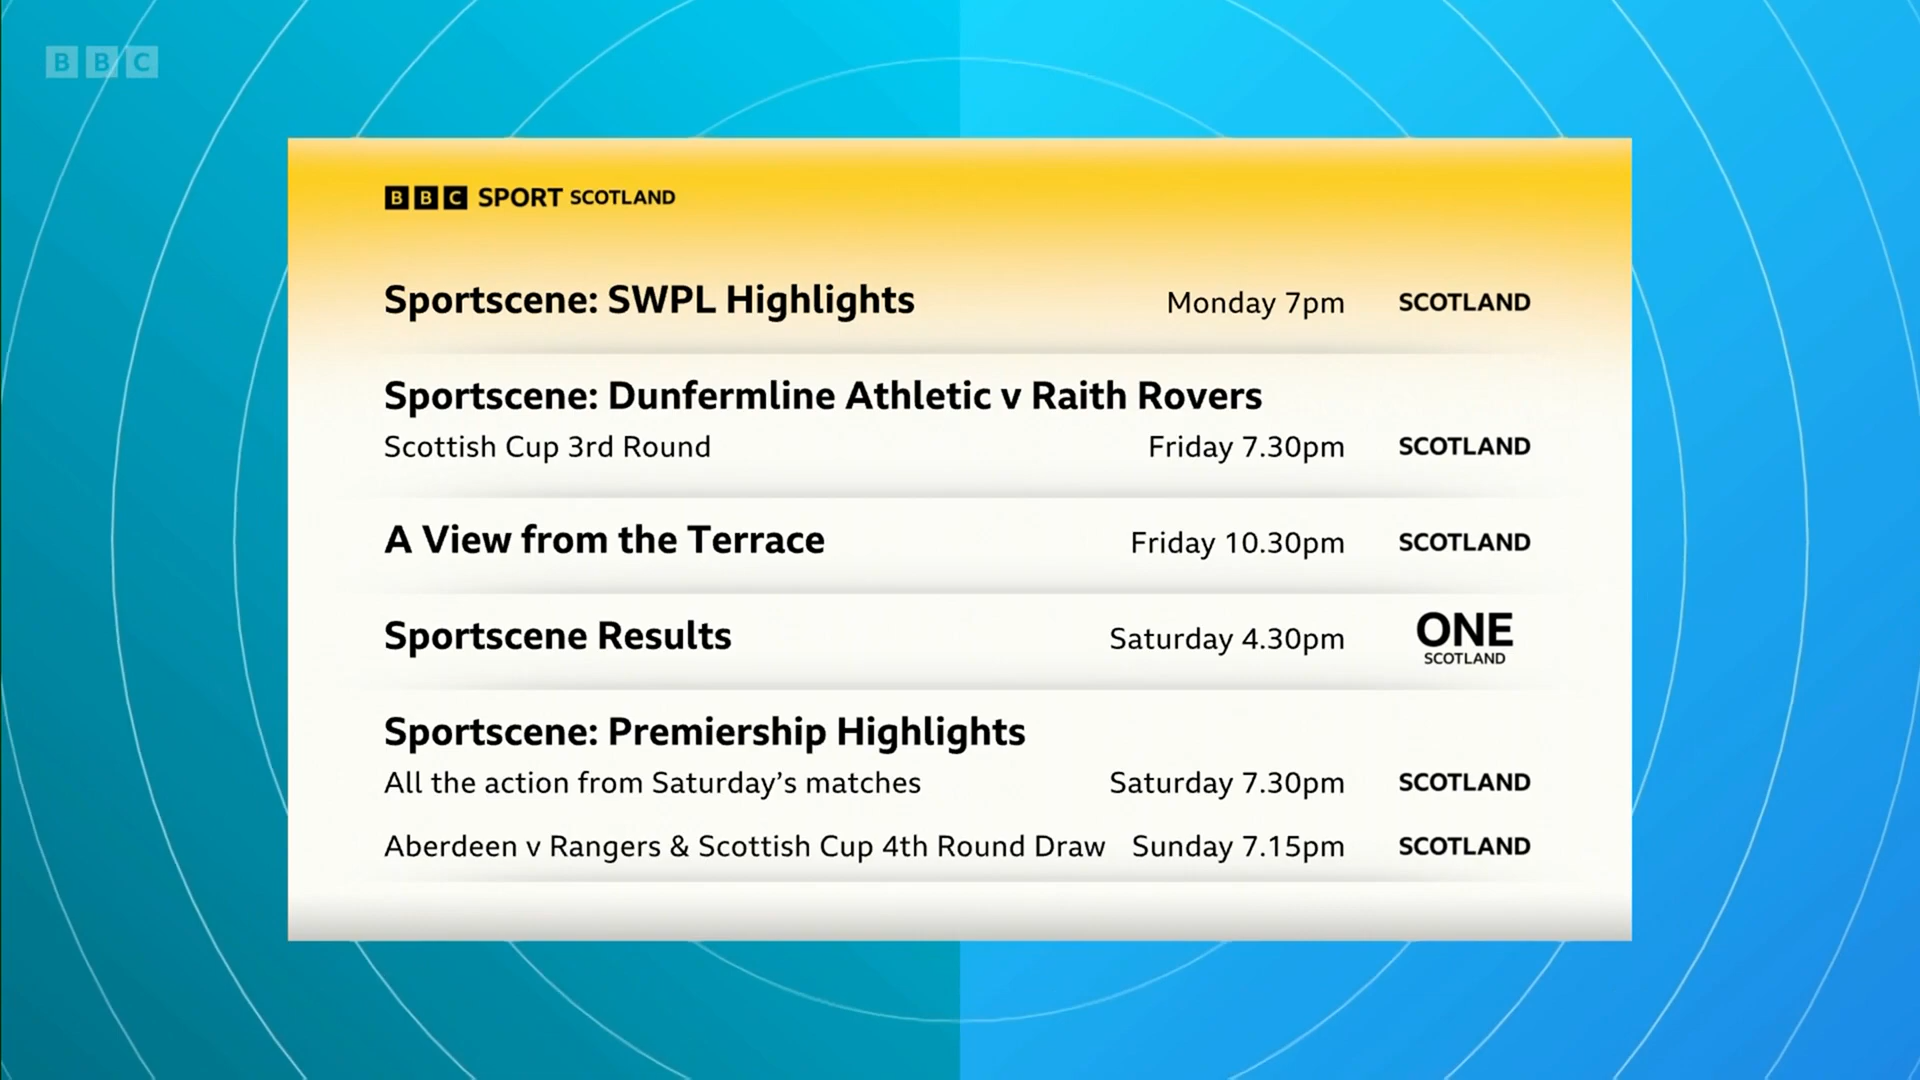 BBC
BBC SPORT SCOTLAND
Sportscene: SWPL Highlights Monday 7pm SCOTLAND
Sportscene: Dunfermline Athletic v Raith Rovers
Scottish Cup 3rd Round Friday 7.30pm SCOTLAND
A View from the Terrace Friday 10.30pm SCOTLAND
Sportscene Results Saturday 4.30pm ONE SCOTLAND
Sportscene: Premiership Highlights
All the action from Saturday’s matches Saturday 7.30pm SCOTLAND
Aberdeen v Rangers & Scottish Cup 4th Round Draw Sunday 7.15pm SCOTLAND